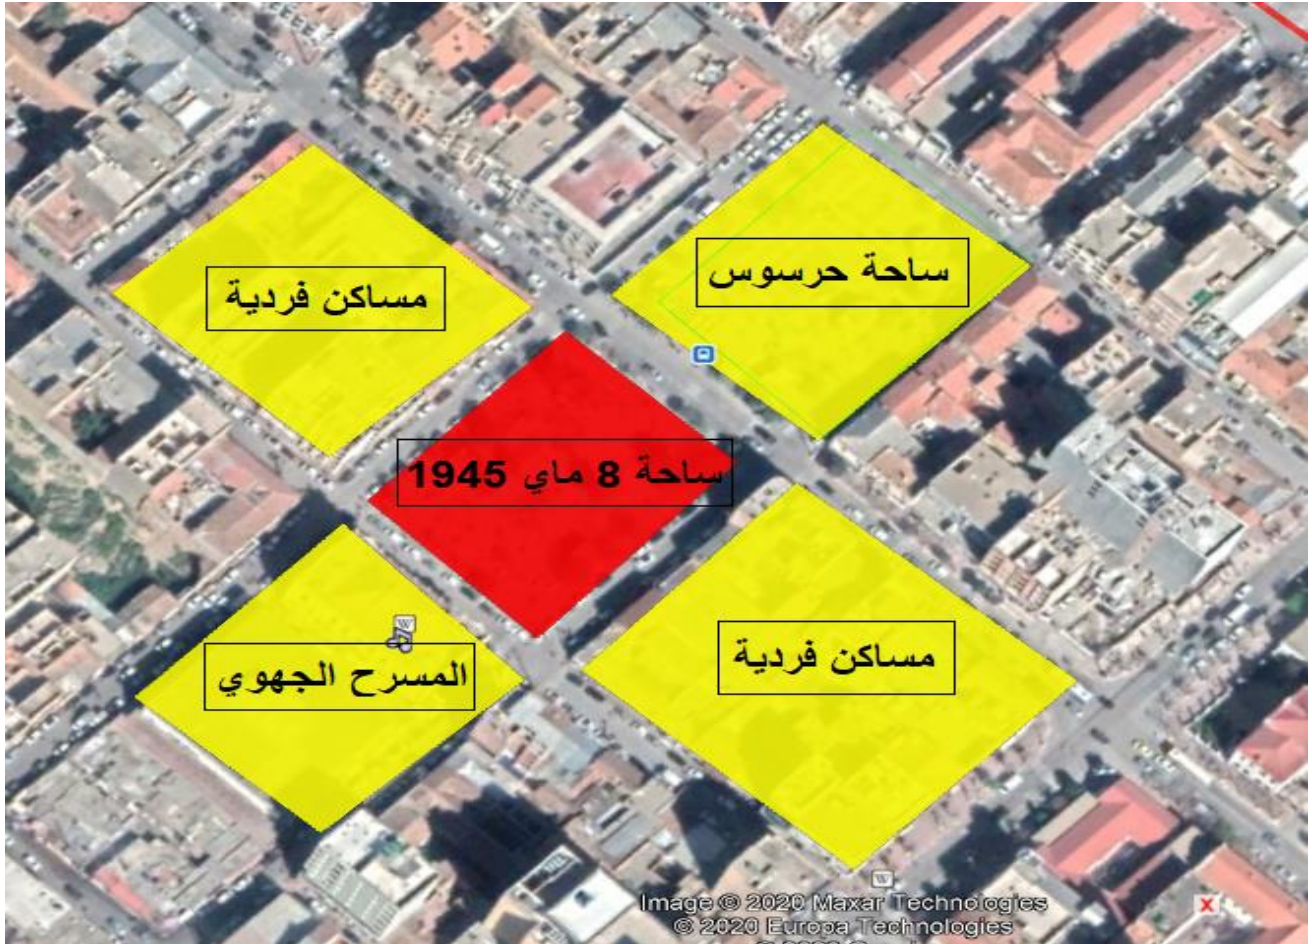 ساحة حرسوس
مساكن فردية
ساحة 8 ماي 1945
مساكن فردية
المسرح الجهوي
W
W
Image © 2020 Maxar Technologies
© 2020 Europa Technologies
X